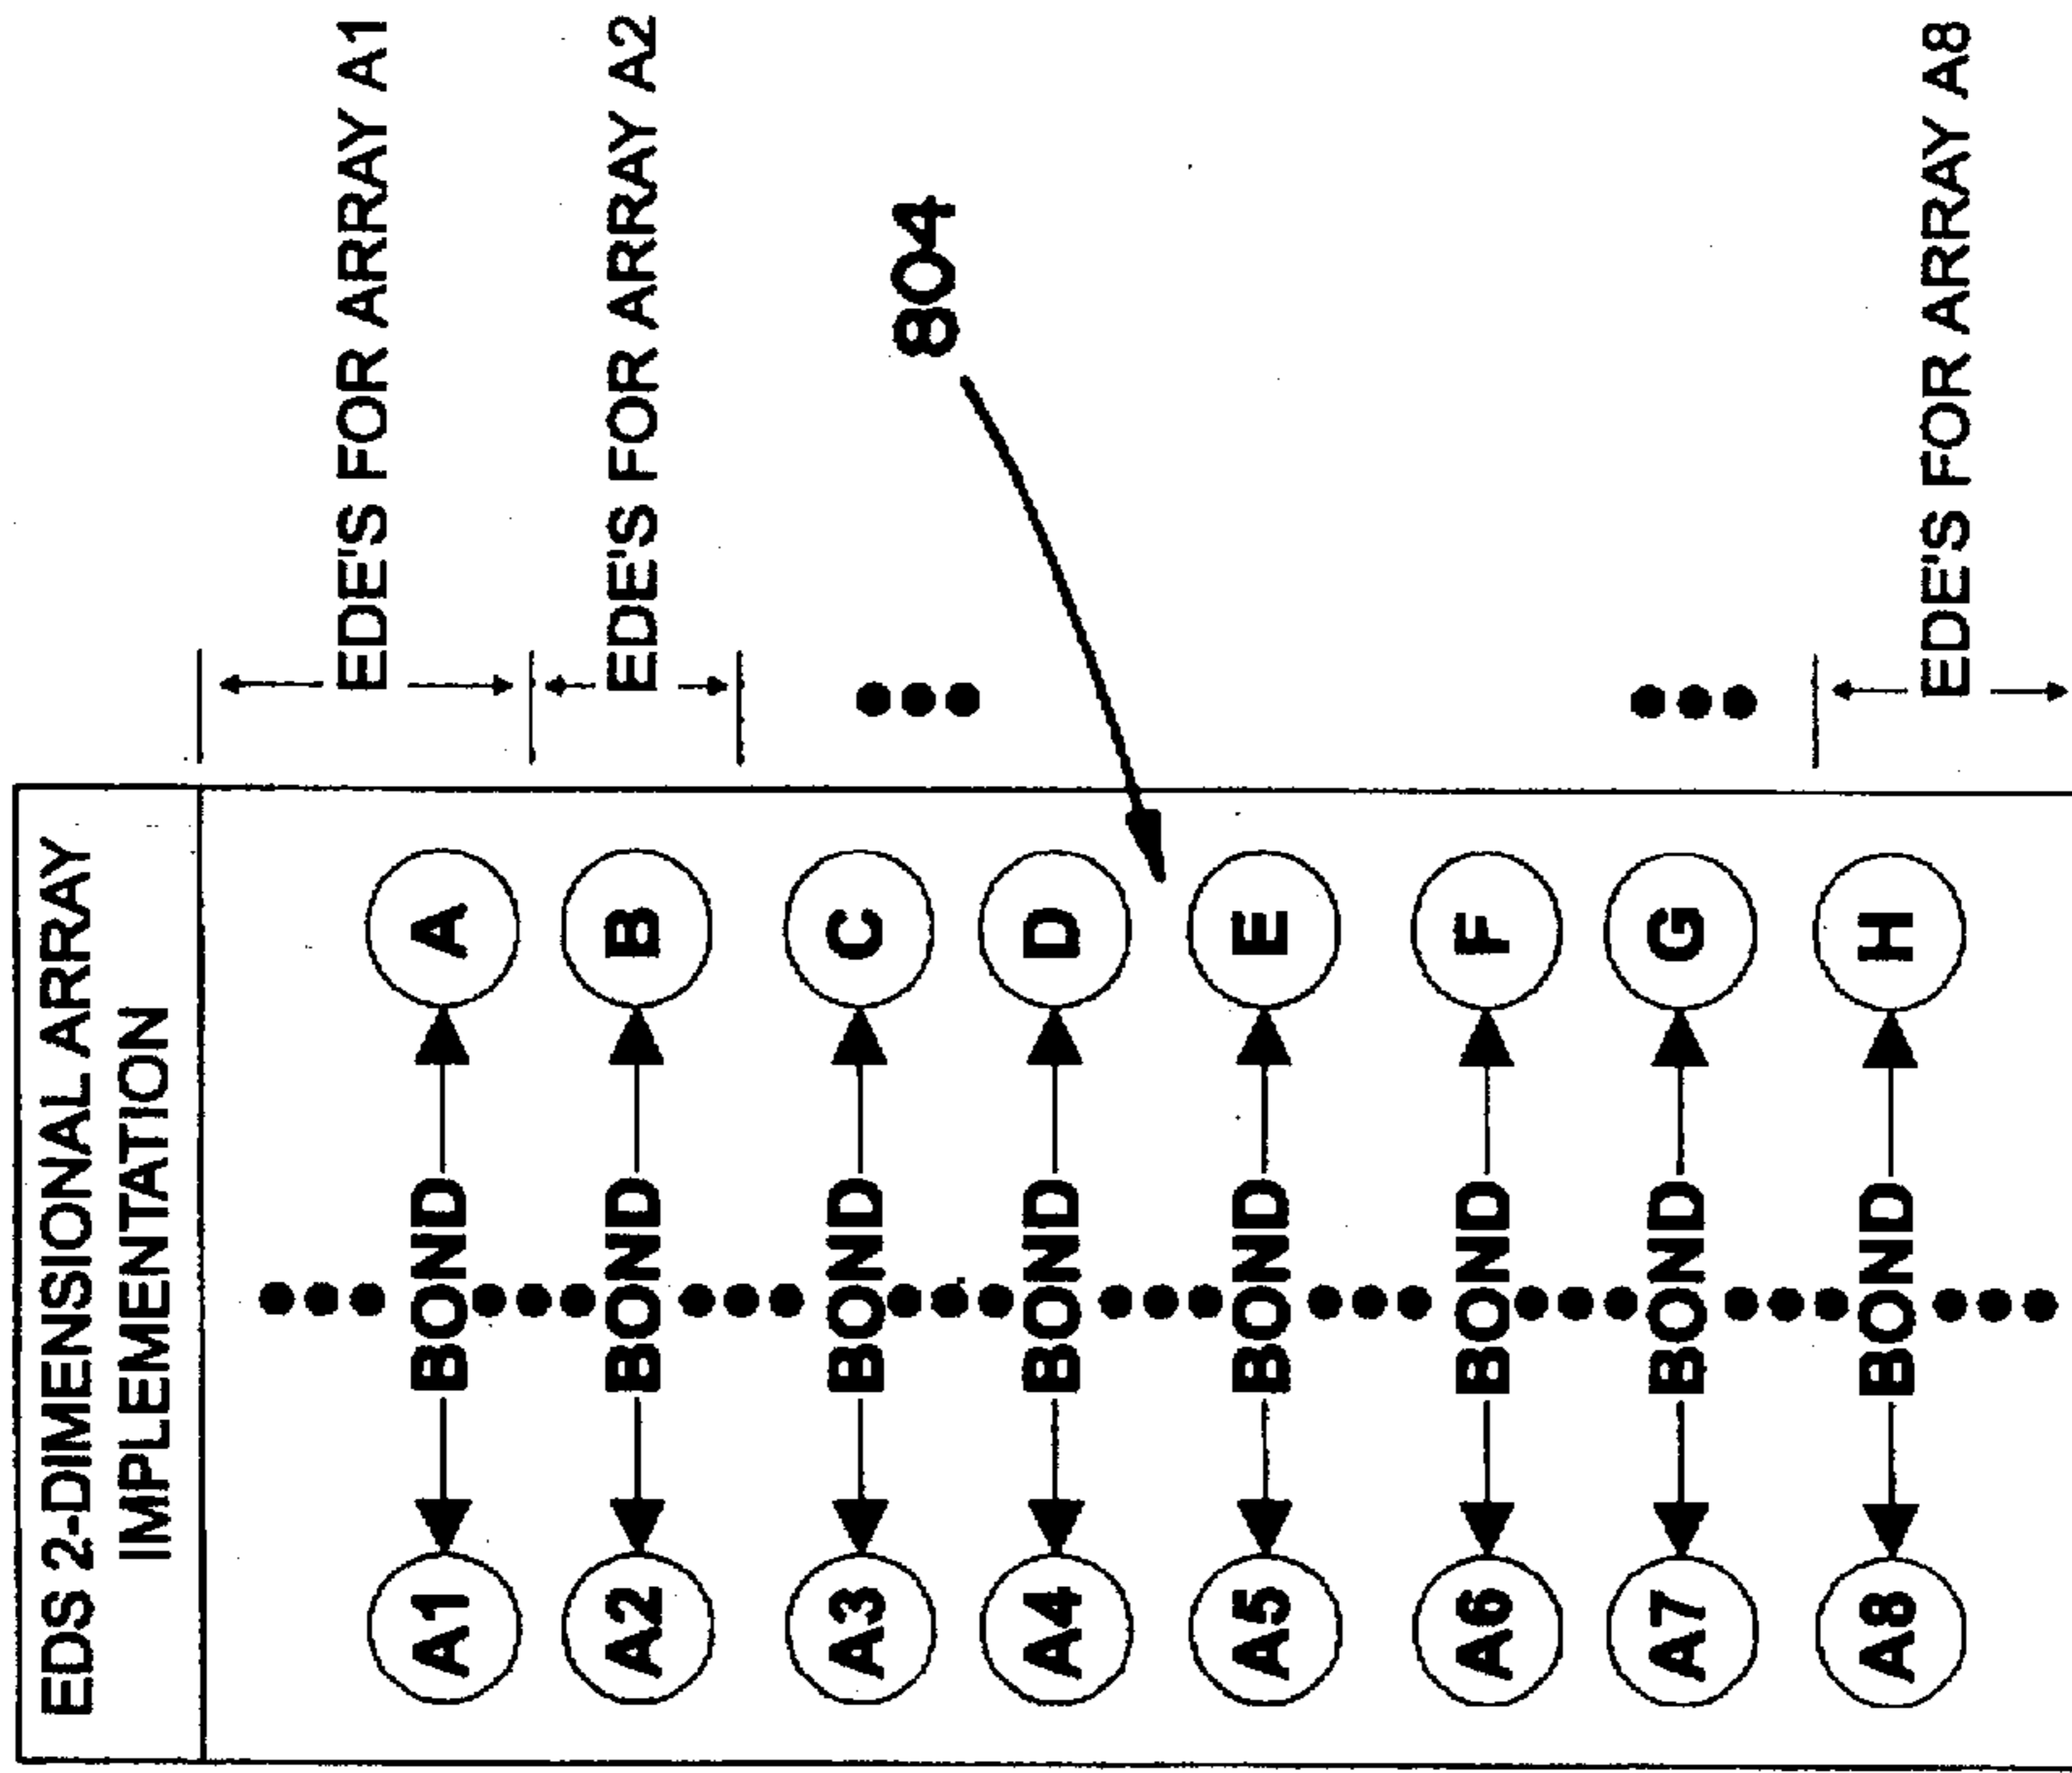 EDS 2-DIMENSIONAL ARRAY
IMPLEMENTATION
A1 BOND A
A2 BOND B
A3 BOND C
A4 BOND D
A5 BOND E
A6 BOND F
A7 BOND G
A8 BOND H
EDE'S FOR ARRAY A1
EDE'S FOR ARRAY A2
804
EDE'S FOR ARRAY A8